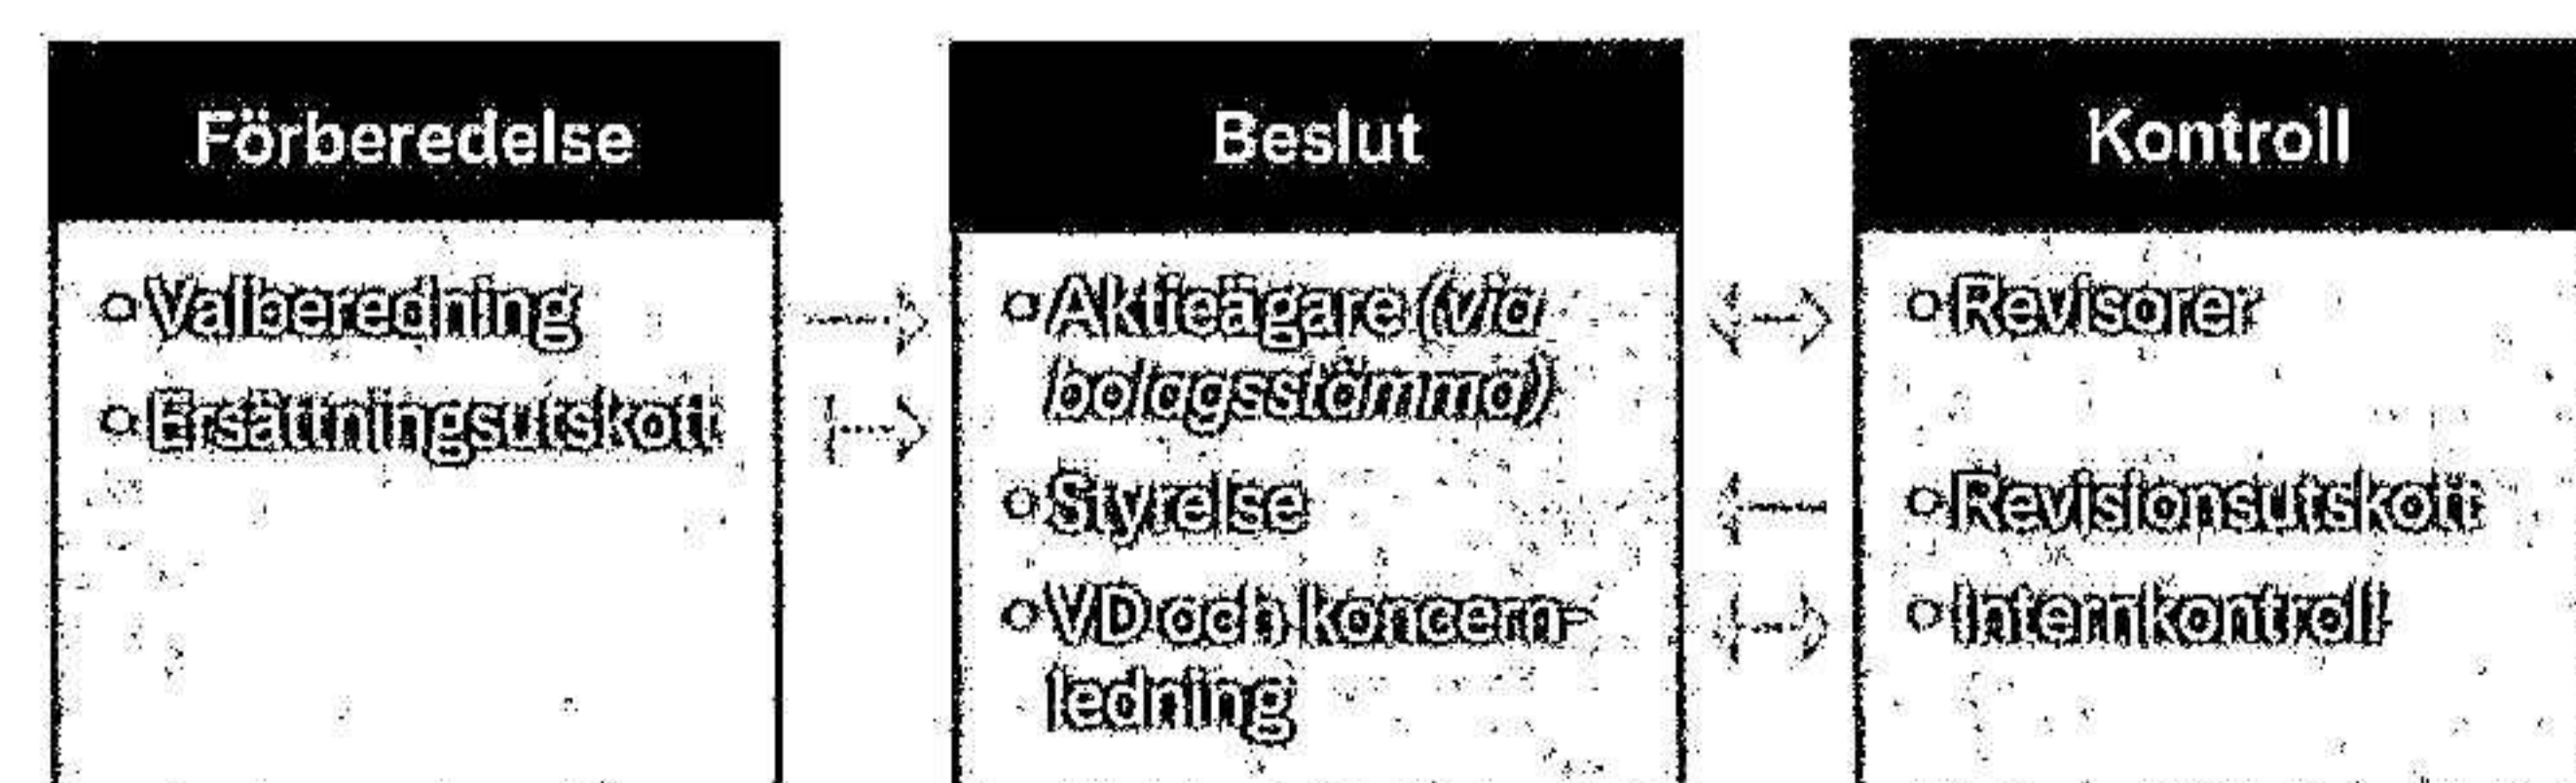 Förberedelse
Valberedning
Ersättningsutskott
Beslut
Aktieägare (via
bolagsstämma)
Styrelse
VD och koncern-
ledning
Kontroll
Revisorer
Revisionsutskott
Internkontroll